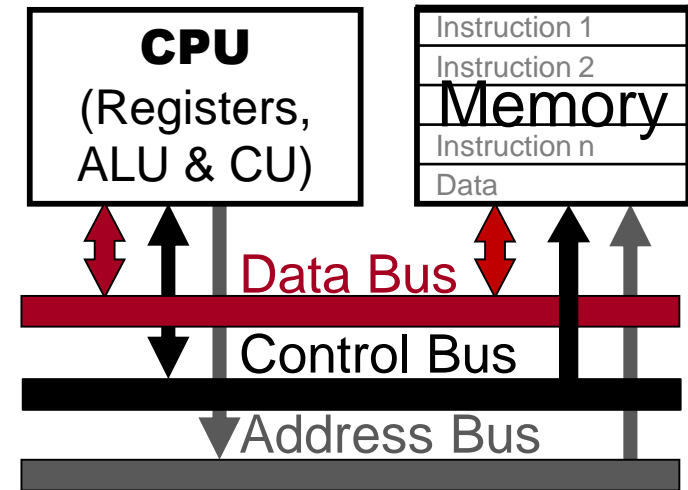 CPU
(Registers,
ALU & CU)
Instruction 1
Instruction 2
Memory
Instruction n
Data
Data Bus
Control Bus
Address Bus